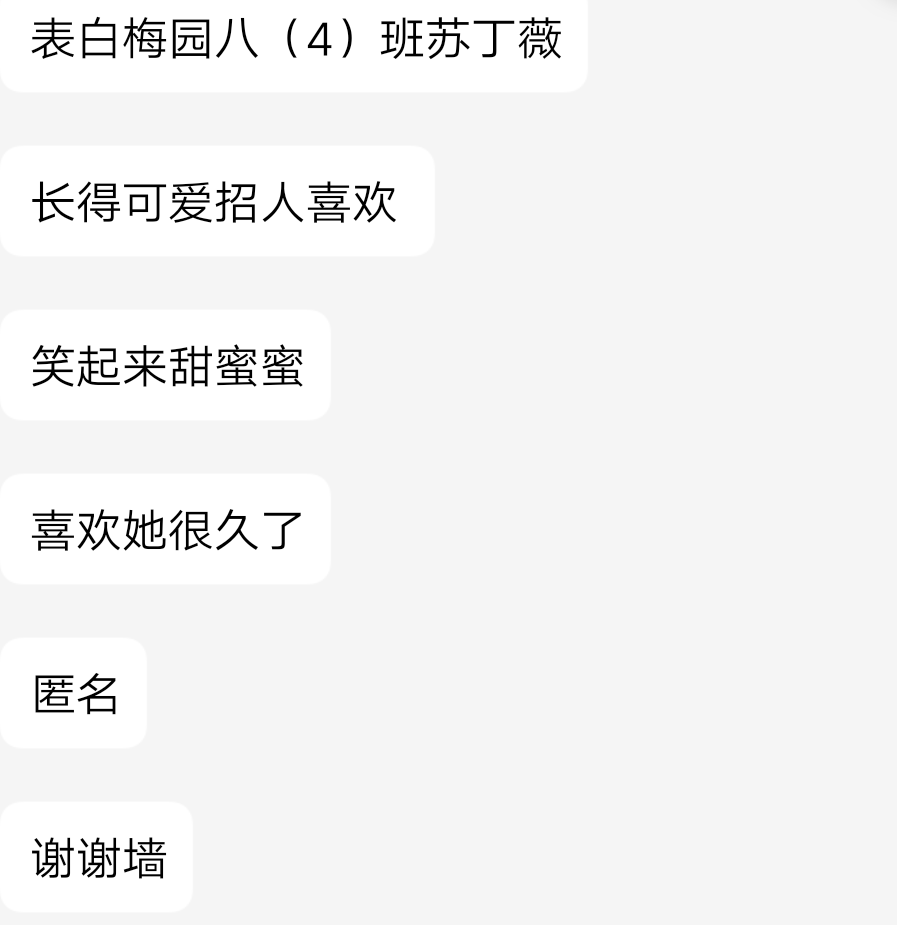 表白梅园八（4）班苏丁薇
长得可爱招人喜欢
笑起来甜蜜蜜
喜欢她很久了
匿名
谢谢墙